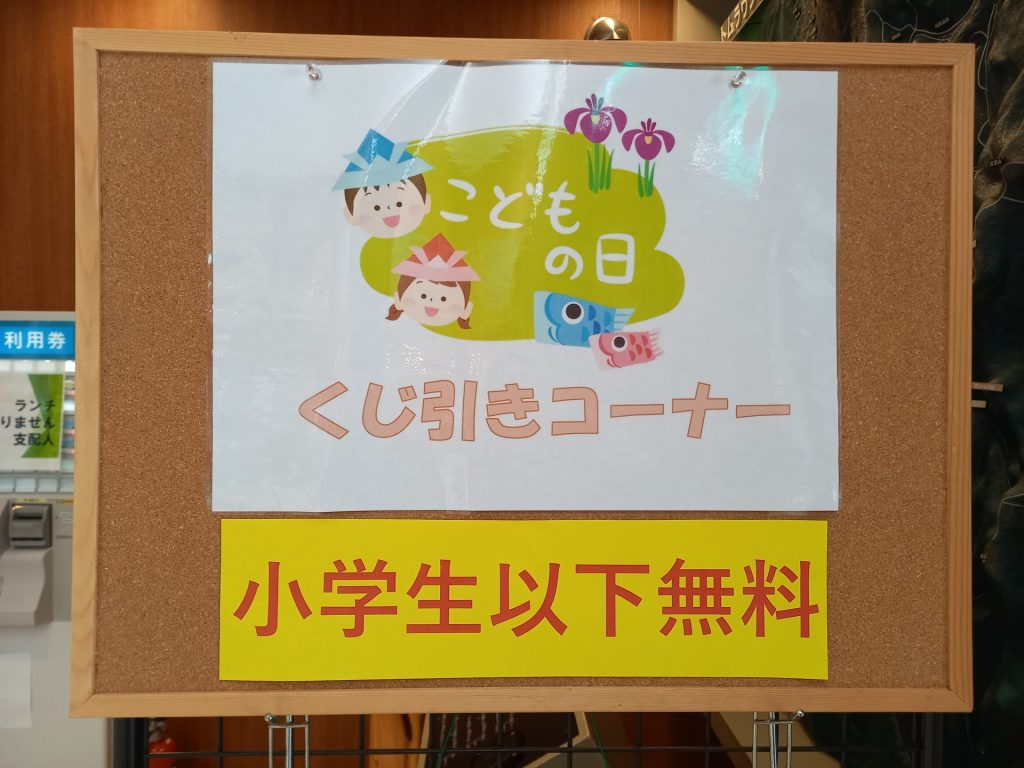 こども
の日
くじ引きコーナー
小学生以下無料
利用券
ランチ
りません
支配人